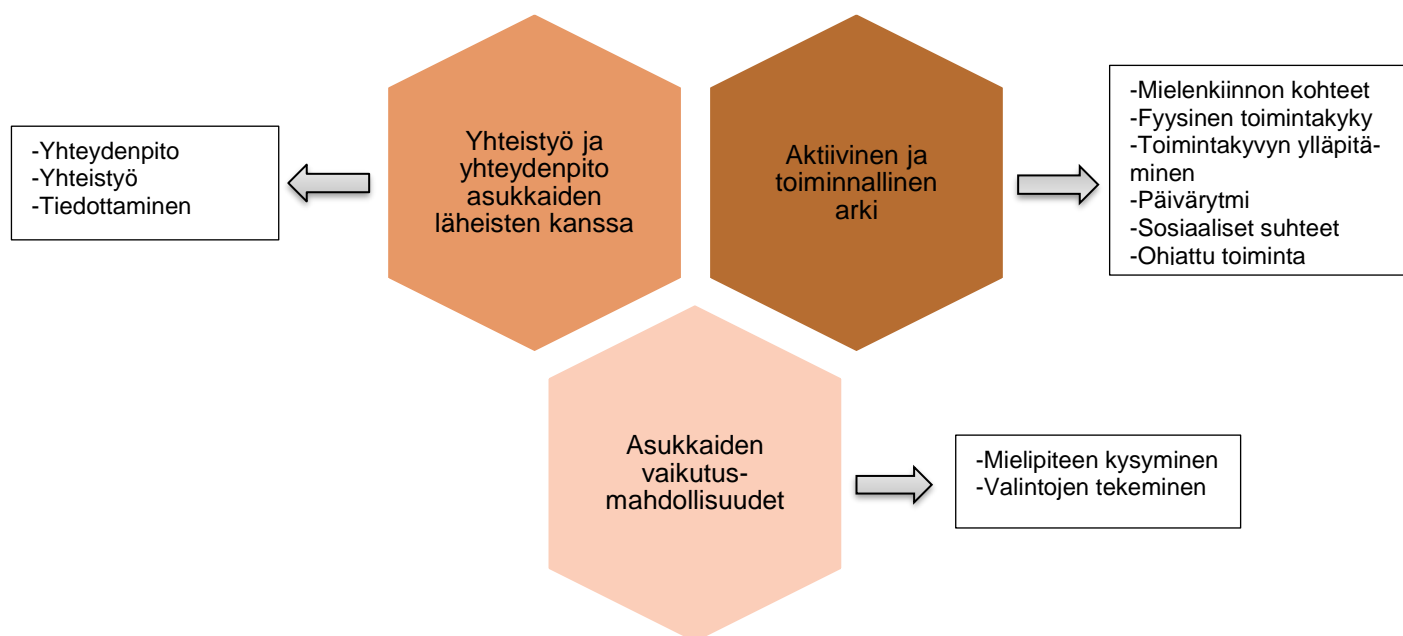 -Yhteydenpito
-Yhteistyö
-Tiedottaminen
Yhteistyö ja
yhteydenpito
asukkaiden
läheisten kanssa
Aktiivinen ja
toiminnallinen
arki
-Mielenkiinnon kohteet
-Fyysinen toimintakyky
-Toimintakyvyn ylläpitä-
minen
-Päivärytmi
-Sosiaaliset suhteet
-Ohjattu toiminta
Asukkaiden
vaikutus-
mahdollisuudet
-Mielipiteen kysyminen
-Valintojen tekeminen